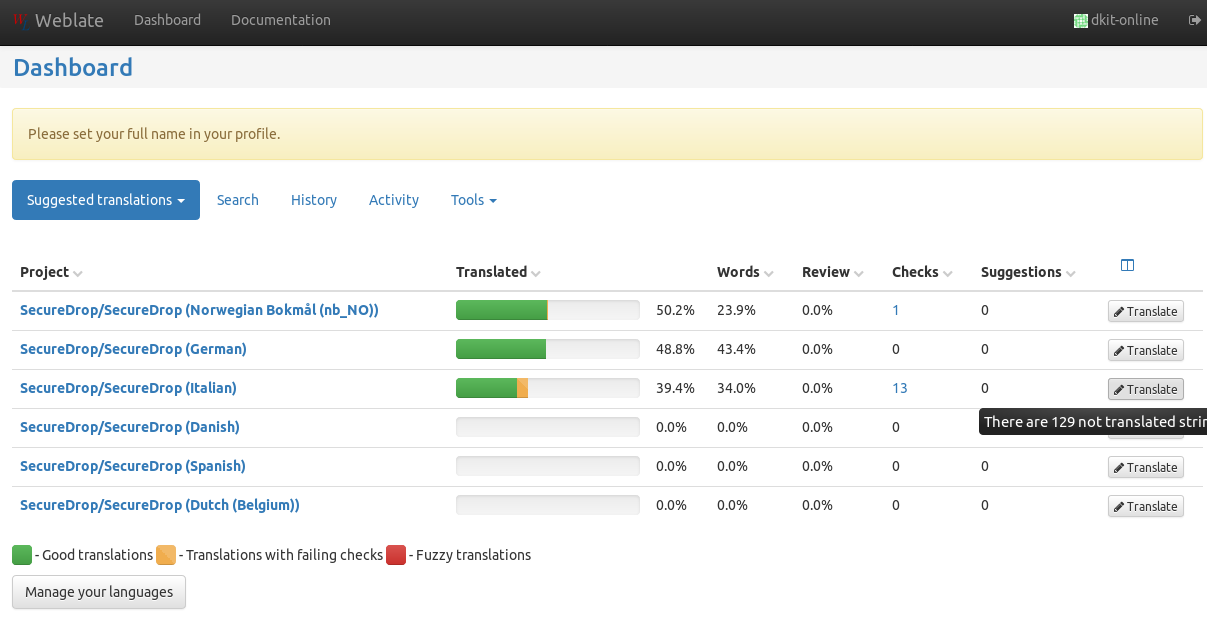 Weblate Dashboard Documentation dkit-online
Dashboard
Please set your full name in your profile.
Suggested translations Search History Activity Tools
Project Translated Words Review Checks Suggestions
SecureDrop/SecureDrop (Norwegian Bokmål (nb_NO)) 50.2% 23.9% 0.0% 1 0 Translate
SecureDrop/SecureDrop (German) 48.8% 43.4% 0.0% 0 0 Translate
SecureDrop/SecureDrop (Italian) 39.4% 34.0% 0.0% 13 0 Translate
There are 129 not translated
SecureDrop/SecureDrop (Danish) 0.0% 0.0% 0.0% 0
SecureDrop/SecureDrop (Spanish) 0.0% 0.0% 0.0% 0 0 Translate
SecureDrop/SecureDrop (Dutch (Belgium)) 0.0% 0.0% 0.0% 0 0 Translate
- Good translations - Translations with failing checks - Fuzzy translations
Manage your languages